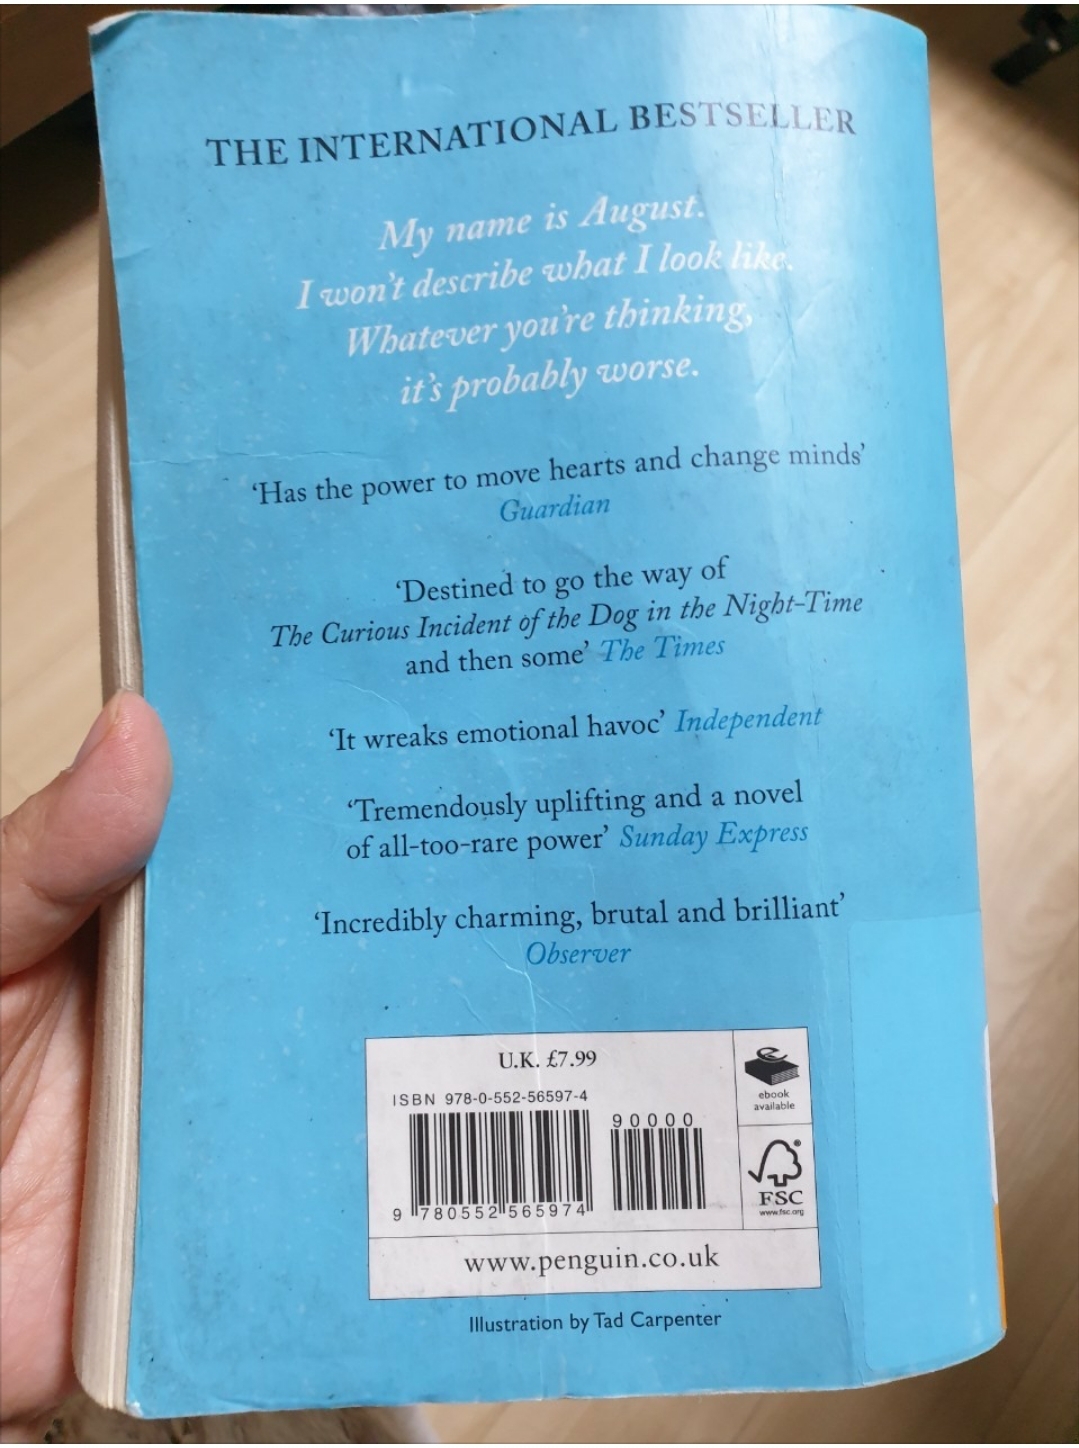 THE INTERNATIONAL BESTSELLER
My name is August.
I won't describe what I look like.
Whatever you're thinking,
it's probably worse.
'Has the power to move hearts and change minds'
Guardian
'Destined to go the way of
The Curious Incident of the Dog in the Night-Time
and then some' The Times
'It wreaks emotional havoc' Independent
'Tremendously uplifting and a novel
of all-too-rare power' Sunday Express
'Incredibly charming, brutal and brilliant'
Observer
U.K. £7.99
ISBN 978-0-552-56597-4
90000
9 780552 565974
ebook
available
FSC
www.fsc.org
www.penguin.co.uk
Illustration by Tad Carpenter